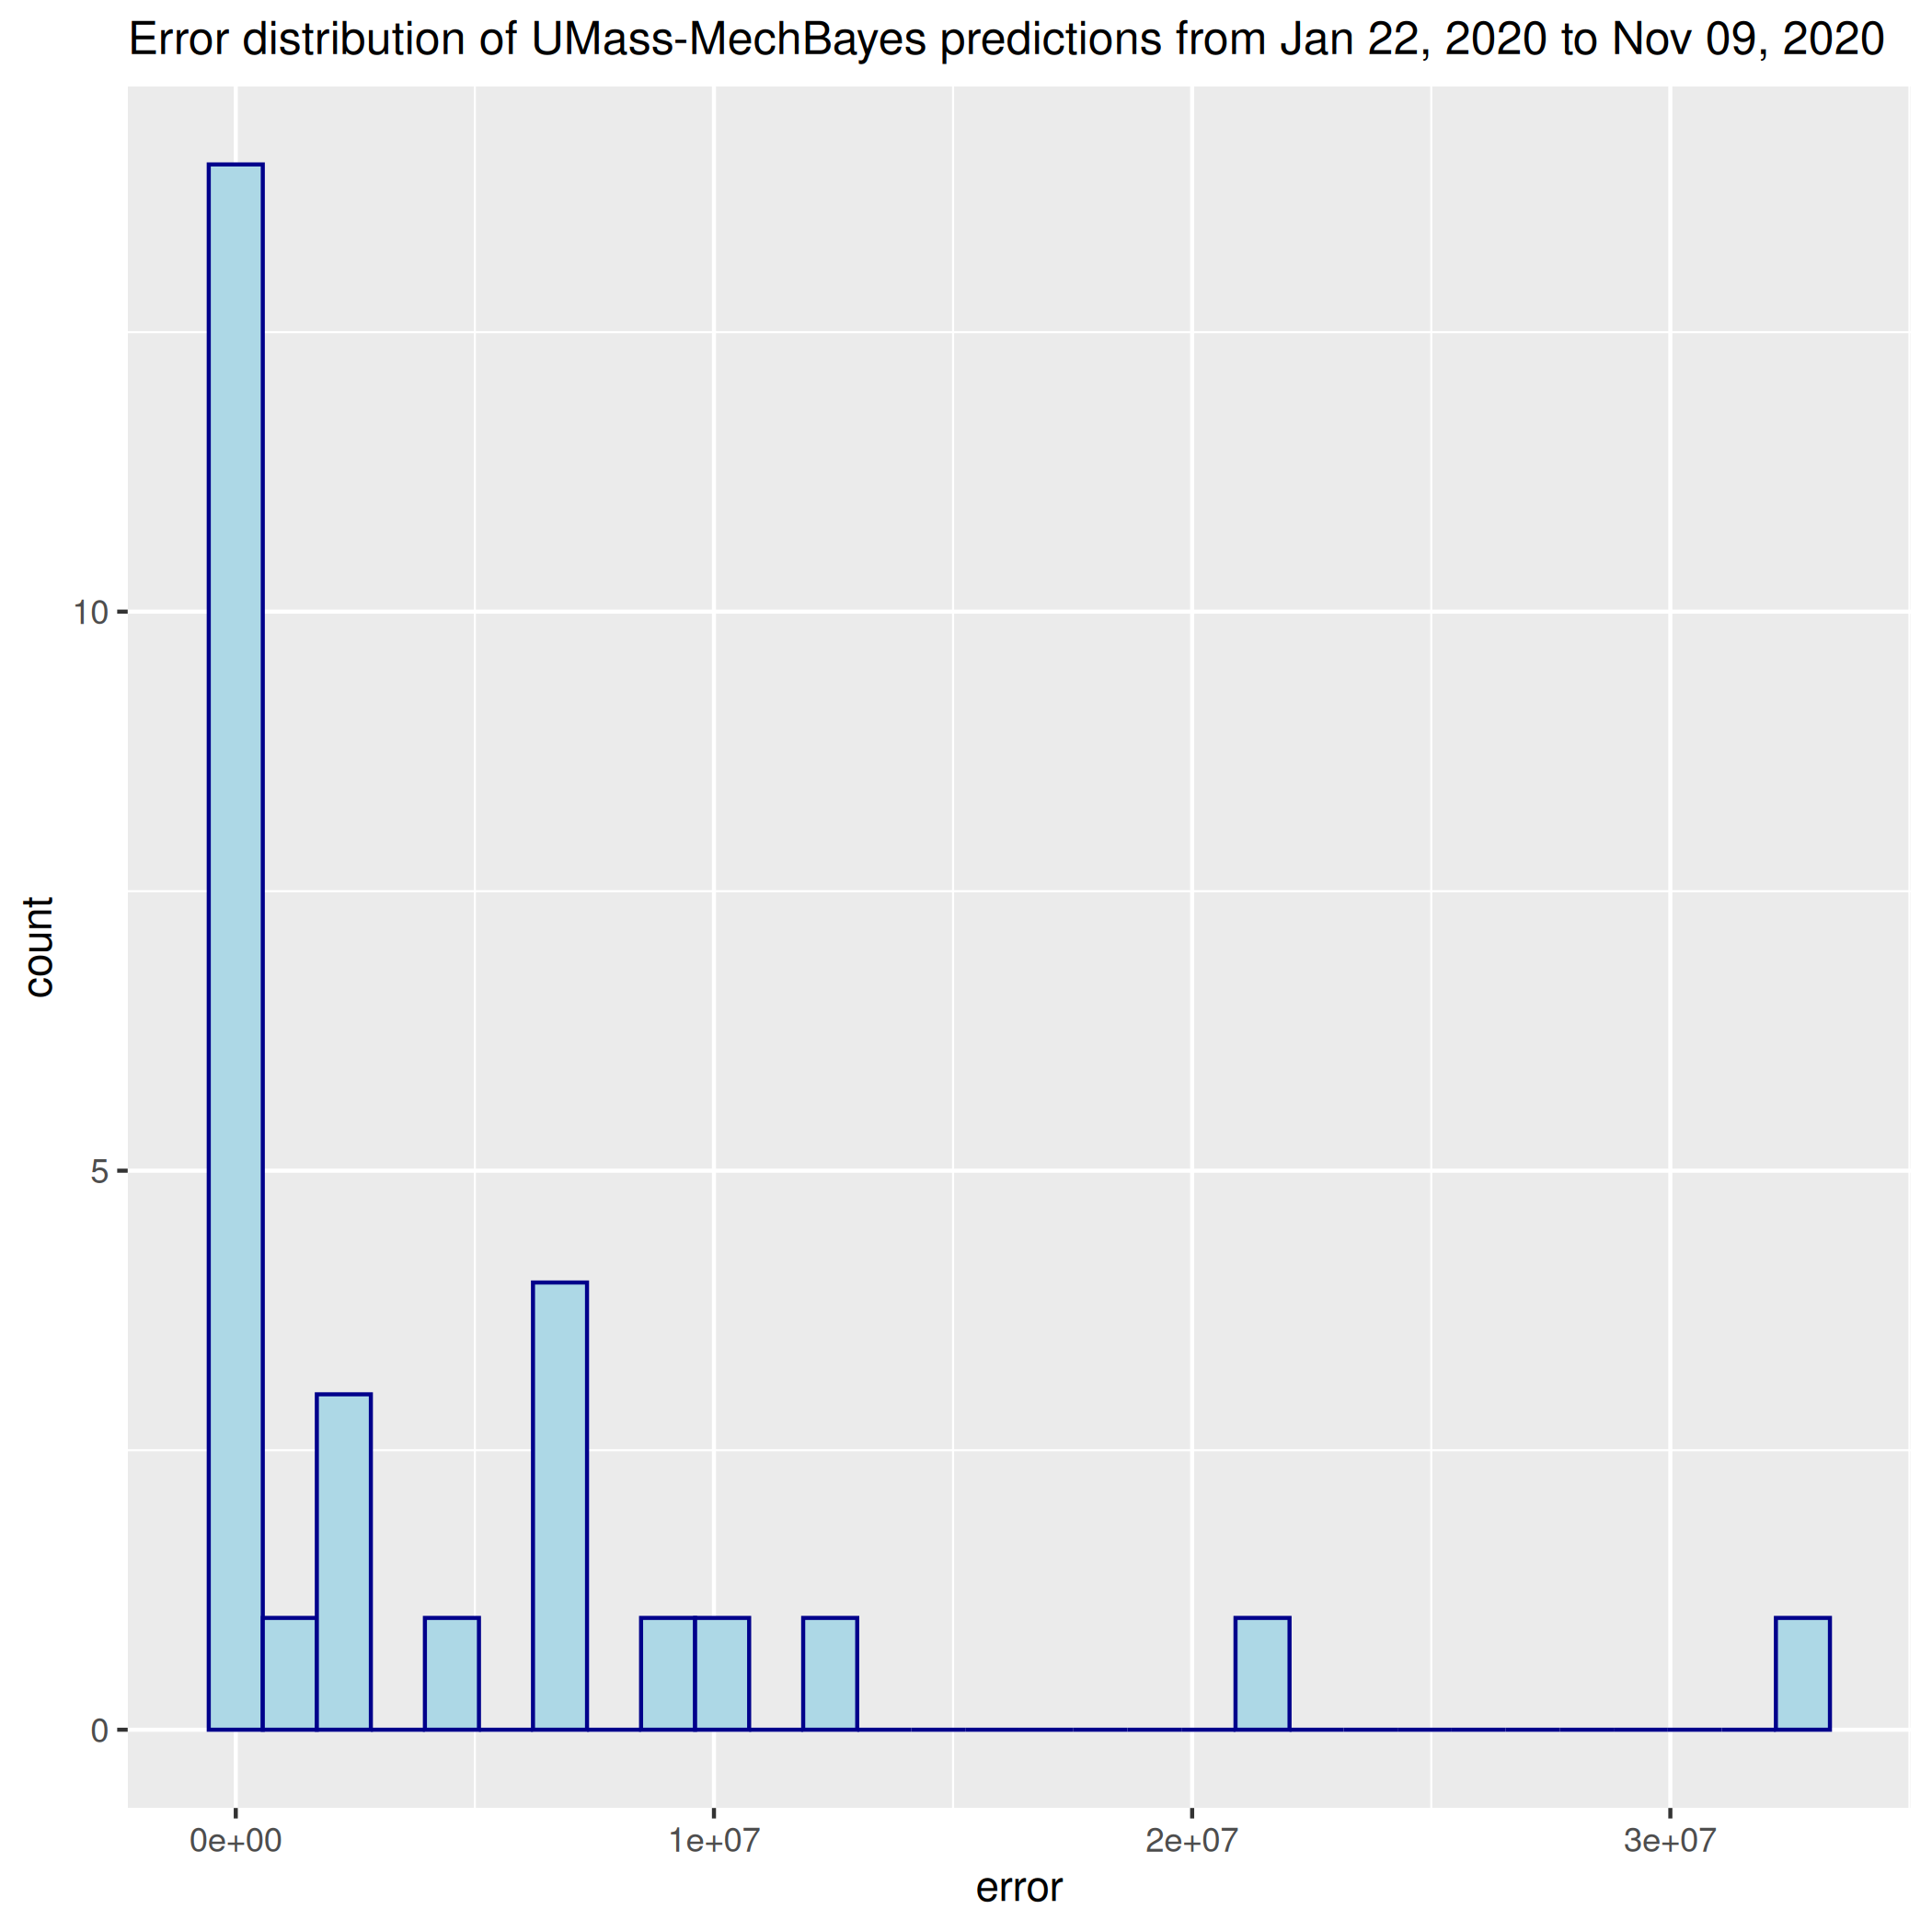 Error distribution of UMass-MechBayes predictions from Jan 22, 2020 to Nov 09, 2020
10
5
0
count
0e+00 1e+07 2e+07 3e+07
error